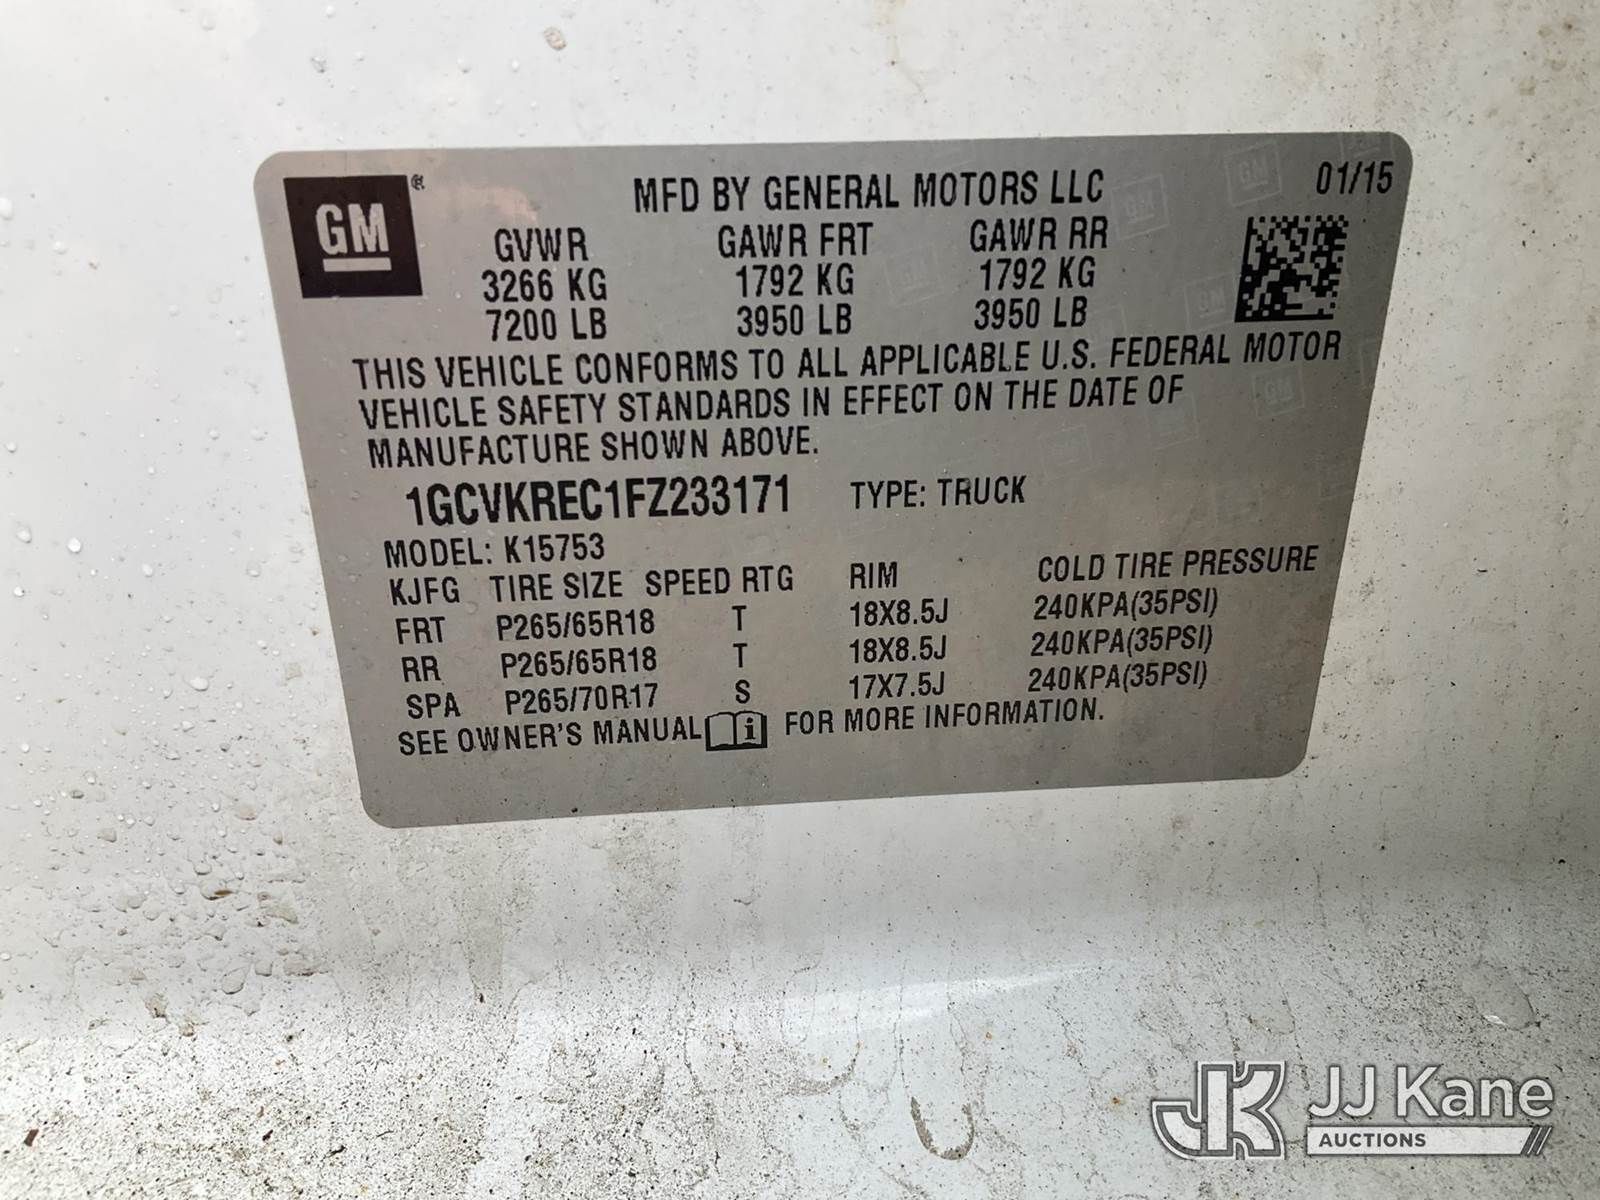 GM®
MFD BY GENERAL MOTORS LLC 01/15
GVWR GAWR FRT GAWR RR
3266 KG 1792 KG 1792 KG
7200 LB 3950 LB 3950 LB
THIS VEHICLE CONFORMS TO ALL APPLICABLE U.S. FEDERAL MOTOR
VEHICLE SAFETY STANDARDS IN EFFECT ON THE DATE OF
MANUFACTURE SHOWN ABOVE.
1GCVKREC1FZ233171 TYPE: TRUCK
MODEL: K15753
KJFG TIRE SIZE SPEED RTG RIM COLD TIRE PRESSURE
FRT P265/65R18 T 18X8.5J 240KPA(35PSI)
RR P265/65R18 T 18X8.5J 240KPA(35PSI)
SPA P265/70R17 S 17X7.5J 240KPA(35PSI)
SEE OWNER'S MANUAL i FOR MORE INFORMATION.
JK JJ Kane
AUCTIONS